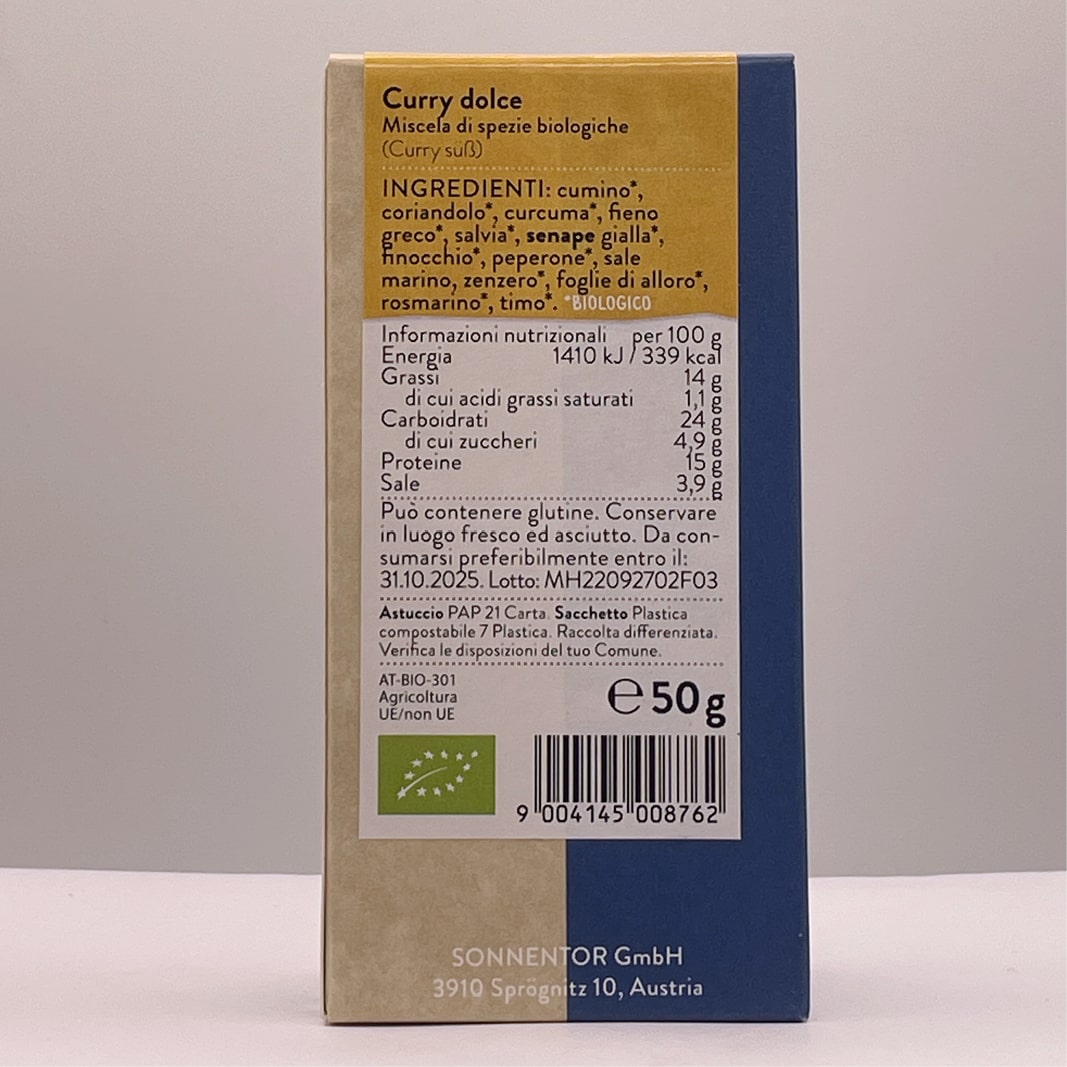 Curry dolce
Miscela di spezie biologiche
(Curry süß)
INGREDIENTI: cumino*,
coriandolo*, curcuma*, fieno
greco*, salvia*, senape gialla*,
finocchio*, peperone*, sale
marino, zenzero*, foglie di alloro*,
rosmarino*, timo*. *BIOLOGICO
Informazioni nutrizionali per 100 g
Energia 1410 kJ / 339 kcal
Grassi 14 g
di cui acidi grassi saturati 1,1 g
Carboidrati 24 g
di cui zuccheri 4,9 g
Proteine 15 g
Sale 3,9 g
Può contenere glutine. Conservare
in luogo fresco ed asciutto. Da con-
sumarsi preferibilmente entro il:
31.10.2025. Lotto: MH22092702F03
Astuccio PAP 21 Carta. Sacchetto Plastica
compostabile 7 Plastica. Raccolta differenziata.
Verifica le disposizioni del tuo Comune.
AT-BIO-301
Agricoltura
UE/non UE
℮ 50 g
9 004145 008762
SONNENTOR GmbH
3910 Sprögnitz 10, Austria